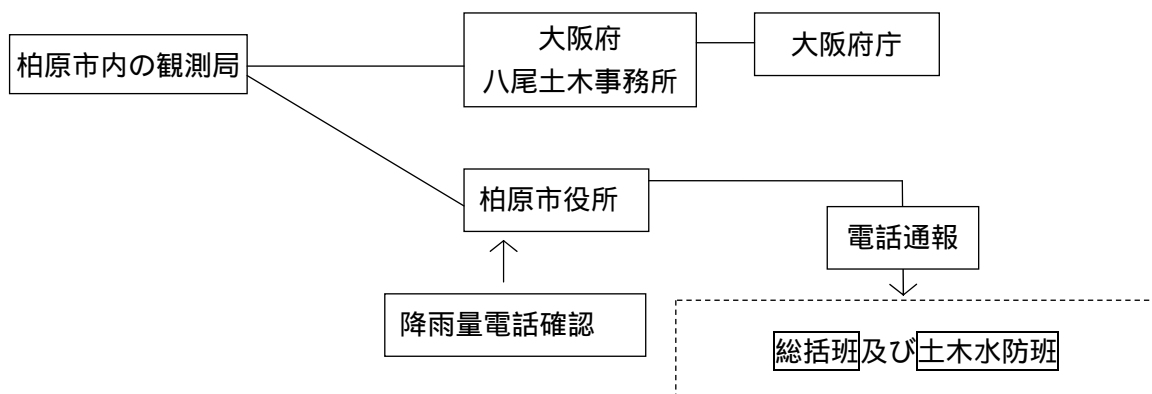 柏原市内の観測局
大阪府
八尾土木事務所
大阪府庁
柏原市役所
電話通報
降雨量電話確認
総括班及び土木水防班